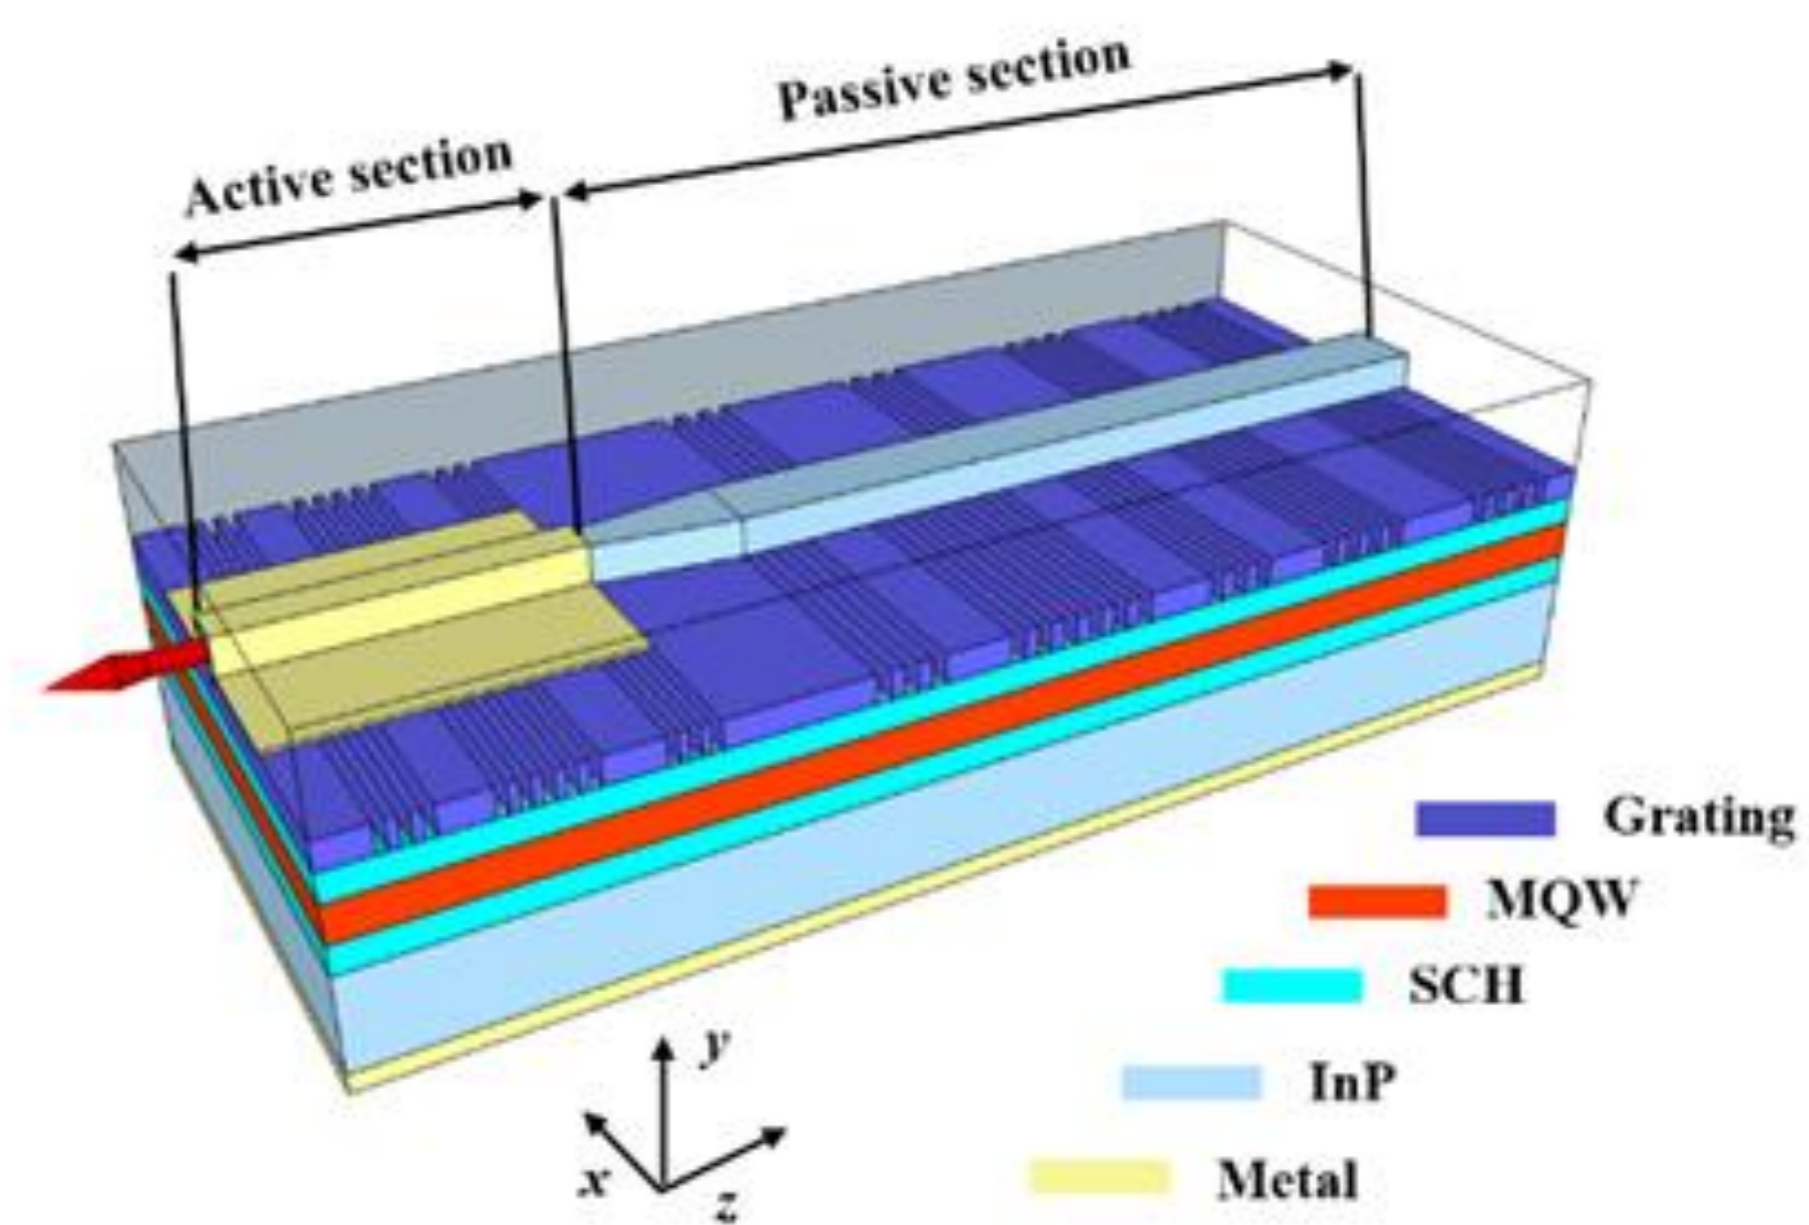 Passive section
Active section
Grating
MQW
SCH
InP
Metal
y
x
z